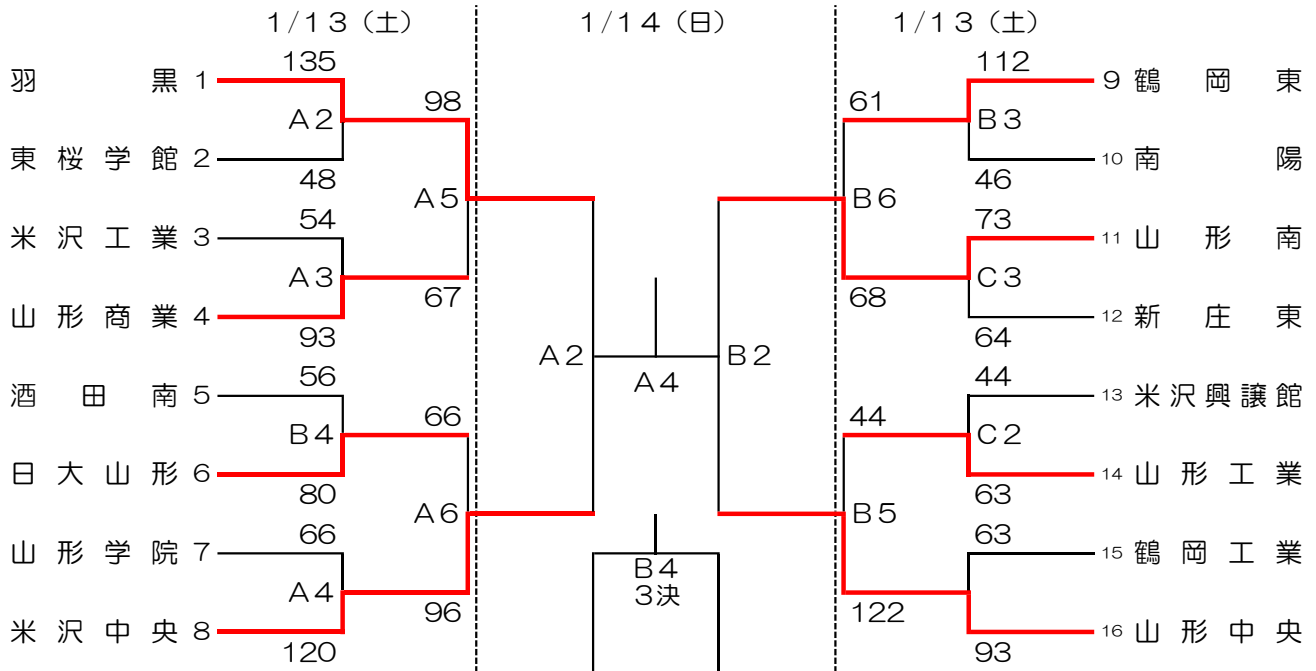 1/13（土）
1/14（日）
1/13（土）
羽黒 1
135
A2
98
東桜学館 2
48
A5
米沢工業 3
54
A3
67
山形商業 4
93
A2
酒田南 5
56
B4
66
日大山形 6
80
A6
山形学院 7
66
A4
96
米沢中央 8
120
A4
B2
B4
3決
112
9 鶴岡東
61
B3
10 南陽
46
B6
73
11 山形南
C3
68
12 新庄東
64
44
13 米沢興譲館
44
C2
14 山形工業
63
B5
63
15 鶴岡工業
122
16 山形中央
93